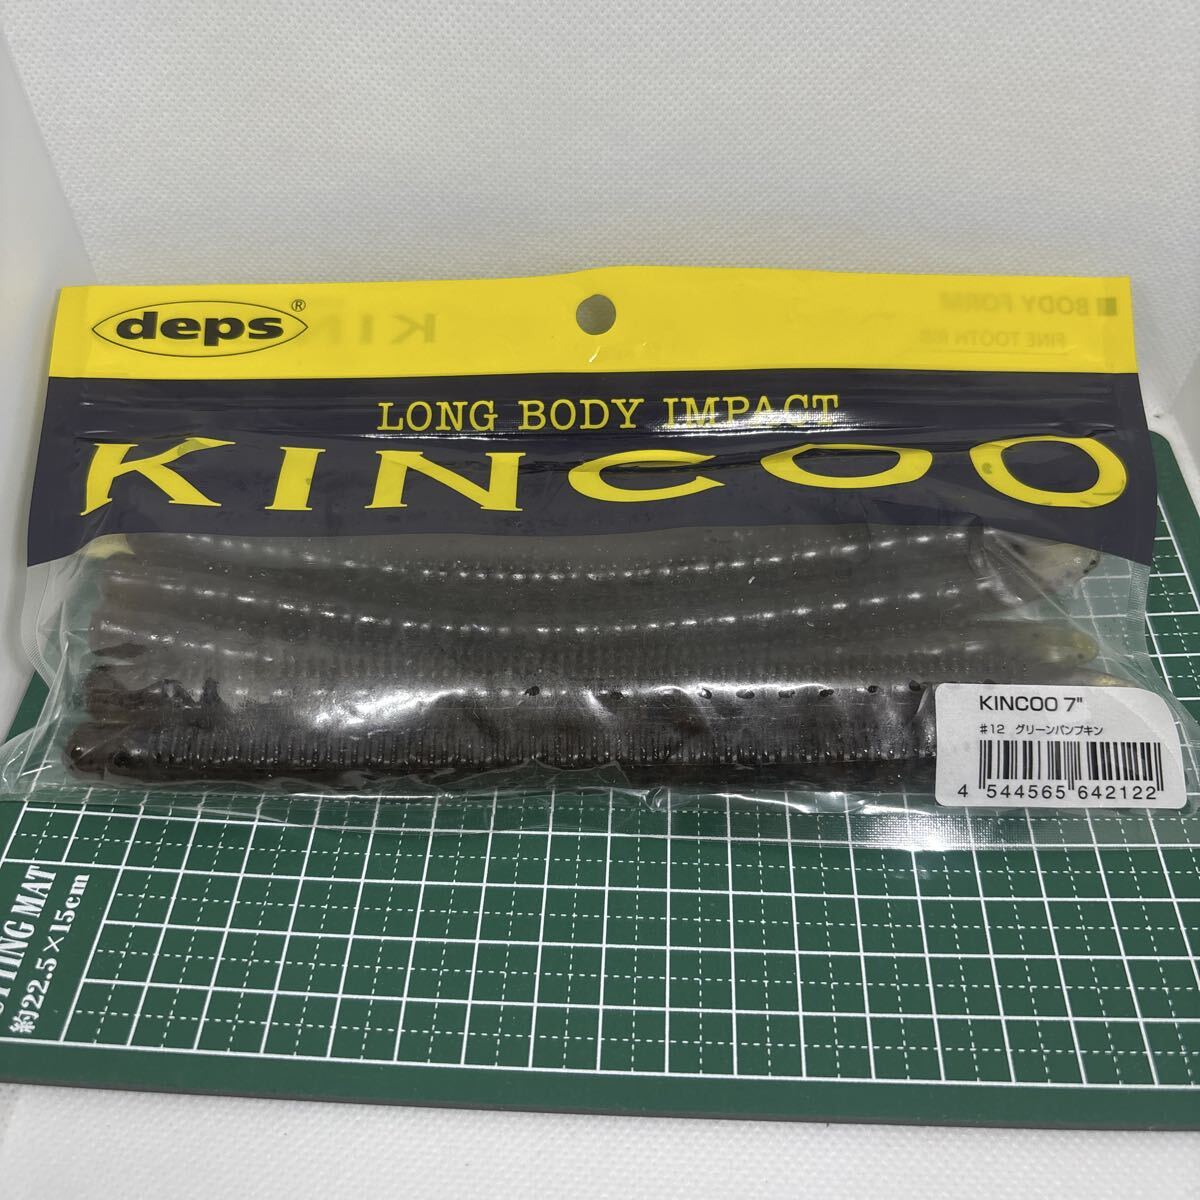 deps®
LONG BODY IMPACT
KINCOO
BODY FORM
FINE TOOTH
KIN
KINCOO 7"
#12 グリーンパンプキン
4 544565 642122
TTING MAT
約22.5×15cm